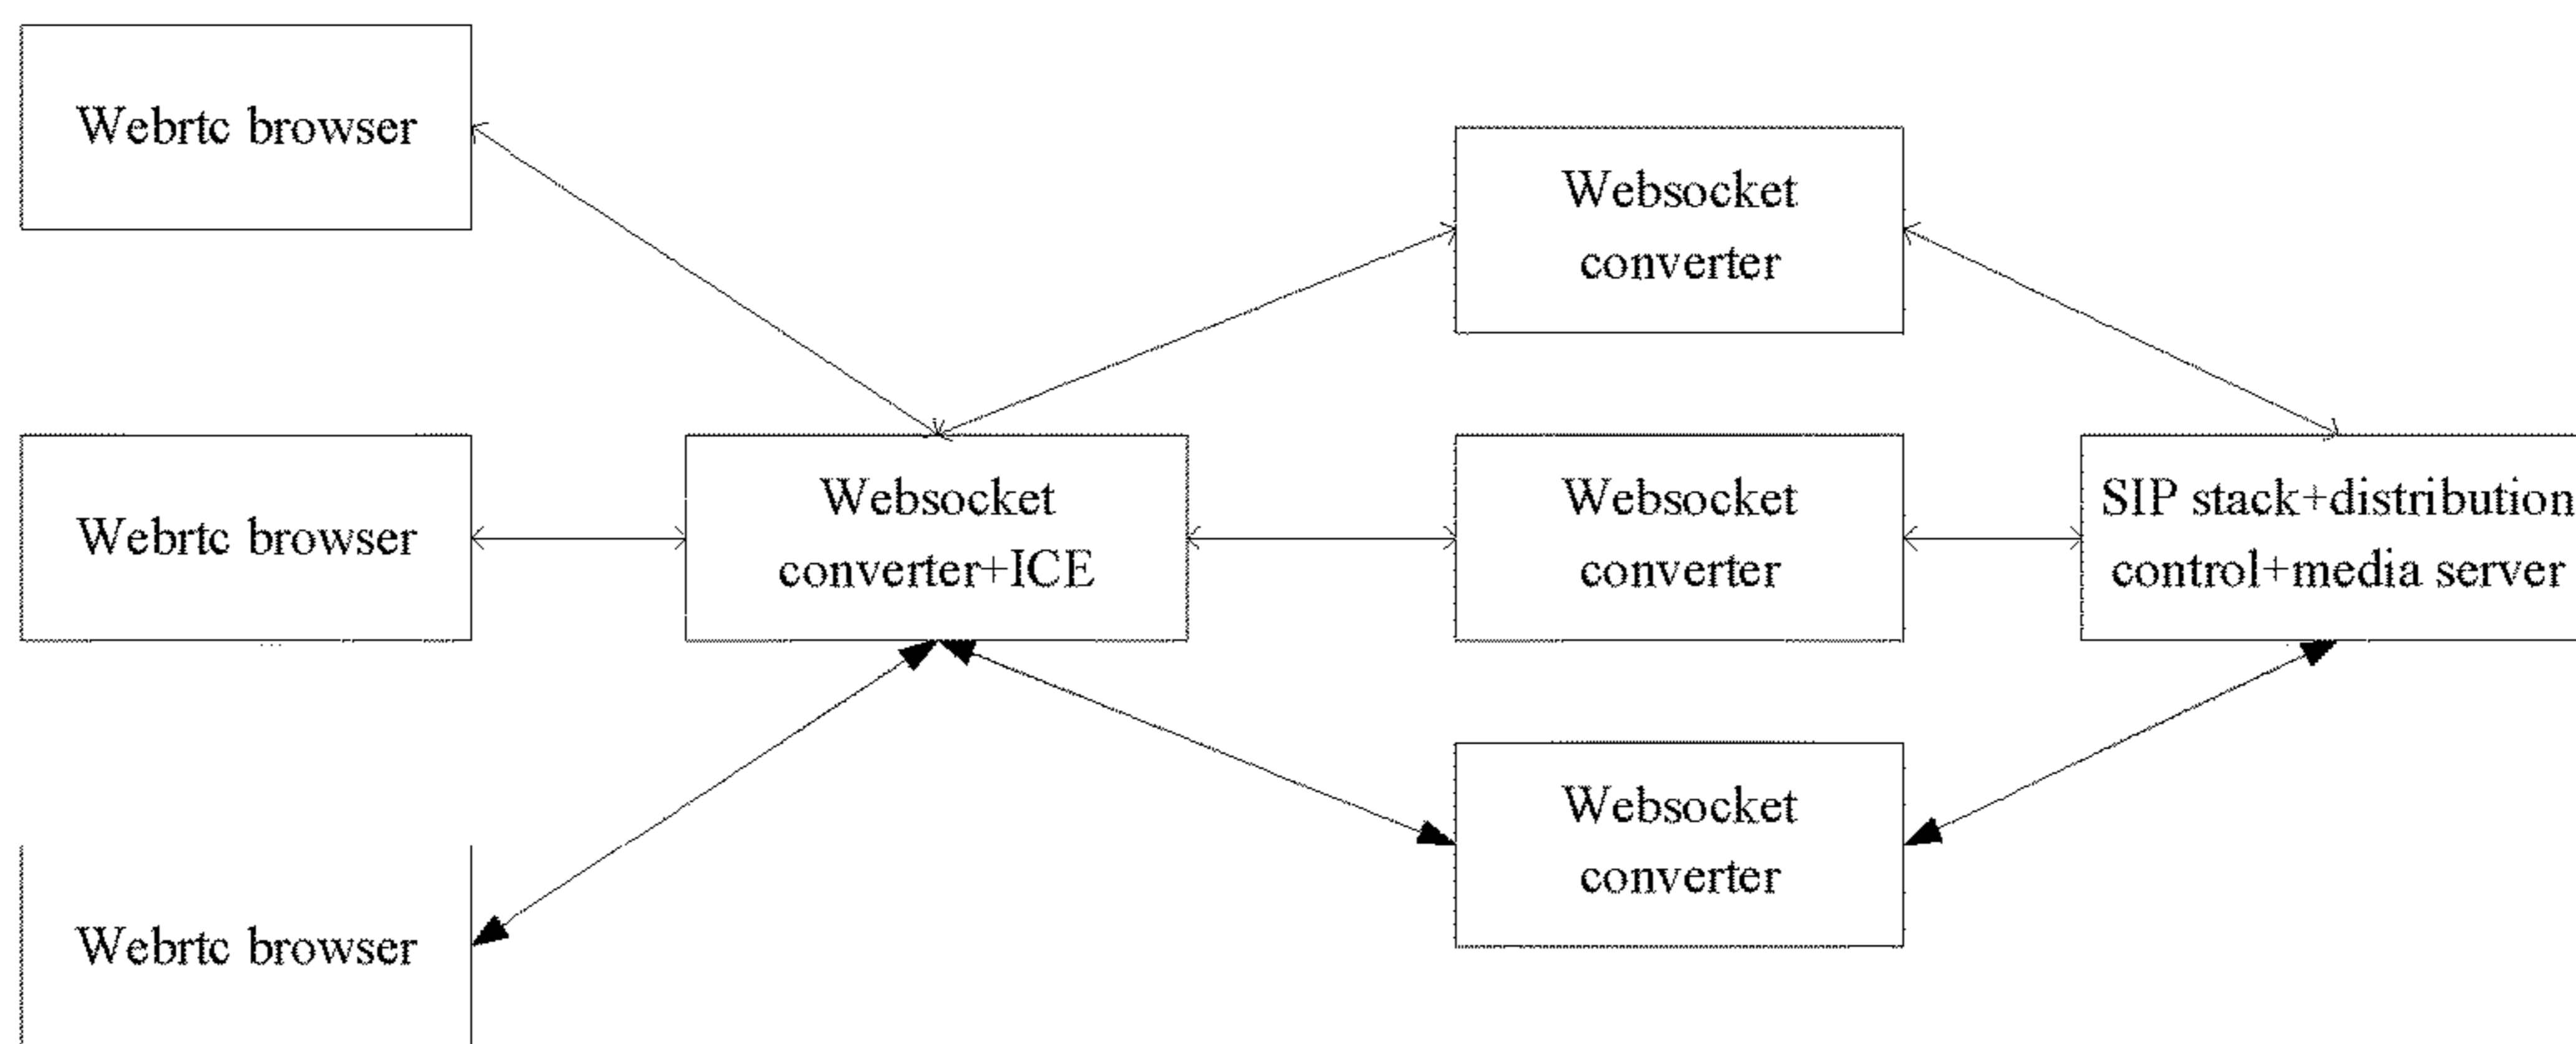 Webrtc browser
Websocket
converter
Webrtc browser
Websocket
converter+ICE
Websocket
converter
SIP stack+distribution
control+media server
Webrtc browser
Websocket
converter